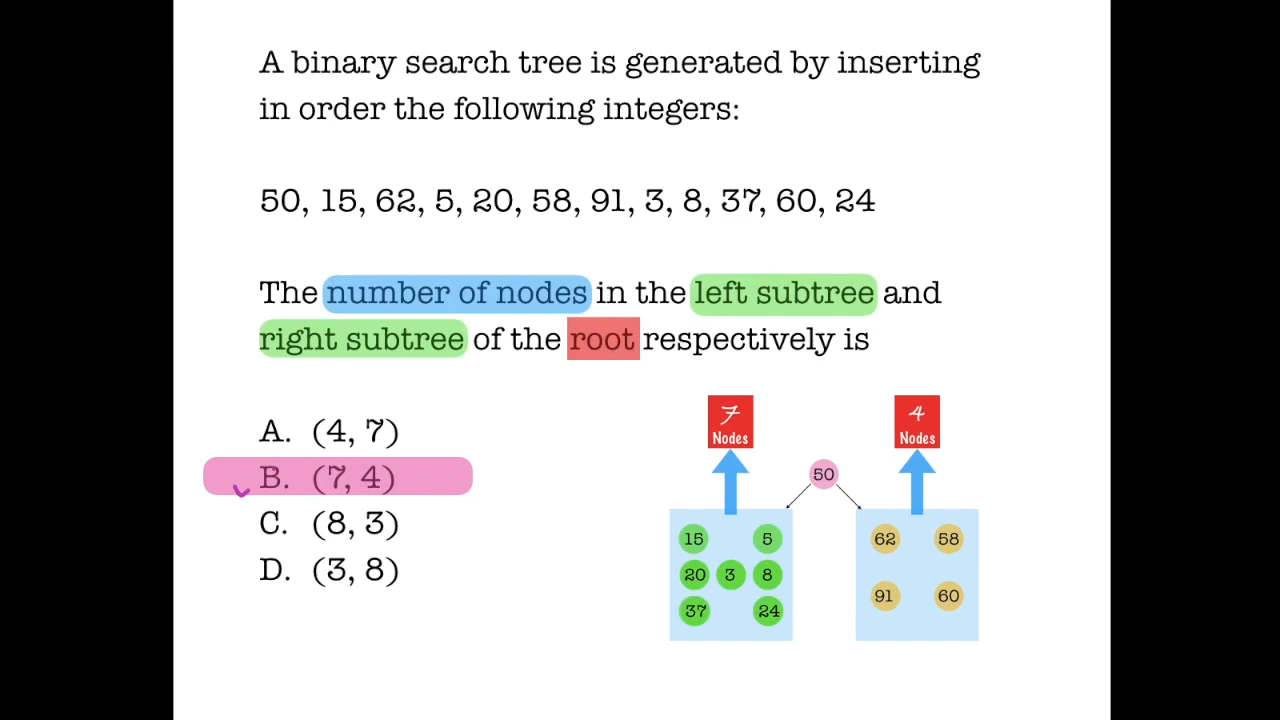 A binary search tree is generated by inserting
in order the following integers:
50, 15, 62, 5, 20, 58, 91, 3, 8, 37, 60, 24
The number of nodes in the left subtree and
right subtree of the root respectively is
A. (4, 7)
B. (7, 4)
C. (8, 3)
D. (3, 8)
7
Nodes
4
Nodes
50
15 5
20 3 8
37 24
62 58
91 60